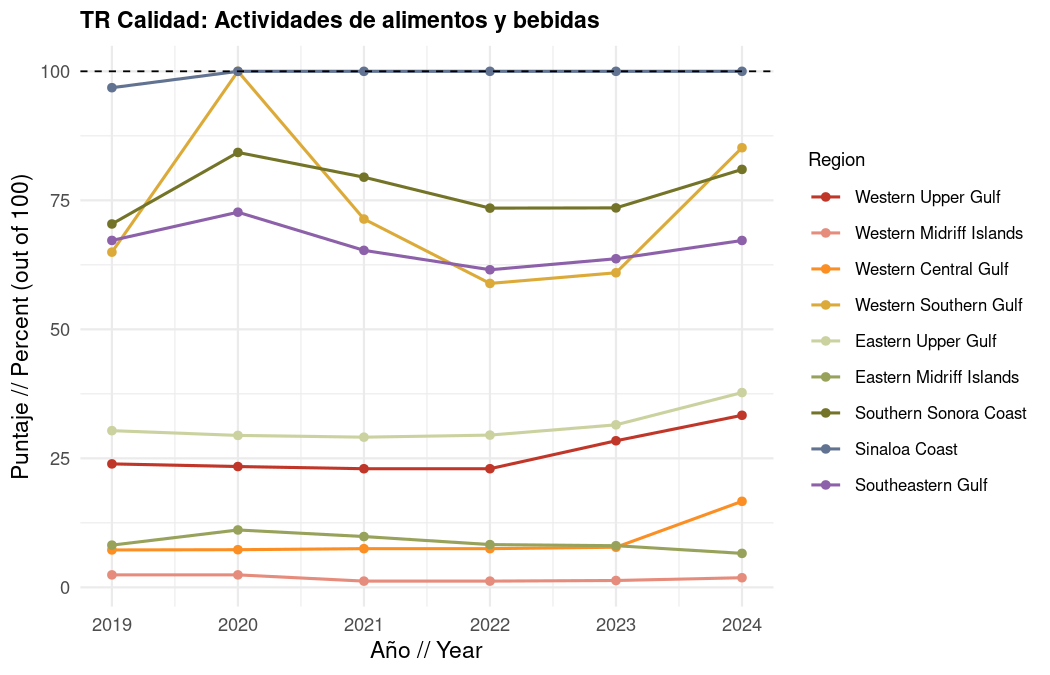 TR Calidad: Actividades de alimentos y bebidas
Puntaje // Percent (out of 100)
100
75
50
25
0
2019 2020 2021 2022 2023 2024
Año // Year
Region
Western Upper Gulf
Western Midriff Islands
Western Central Gulf
Western Southern Gulf
Eastern Upper Gulf
Eastern Midriff Islands
Southern Sonora Coast
Sinaloa Coast
Southeastern Gulf